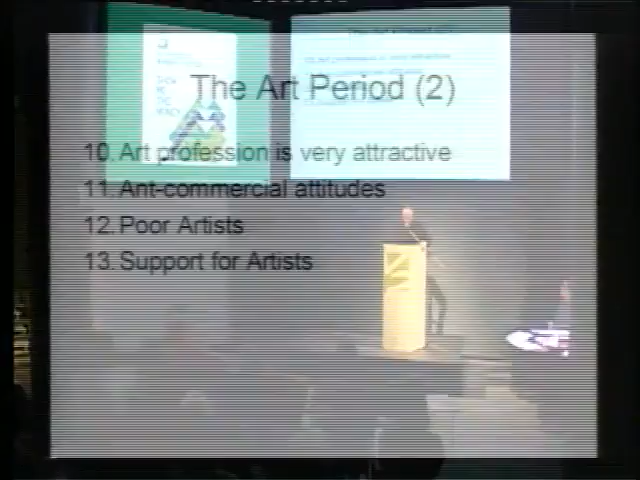 The Art Period (2)
10. Art profession is very attractive
11. Ant-commercial attitudes
12. Poor Artists
13. Support for Artists